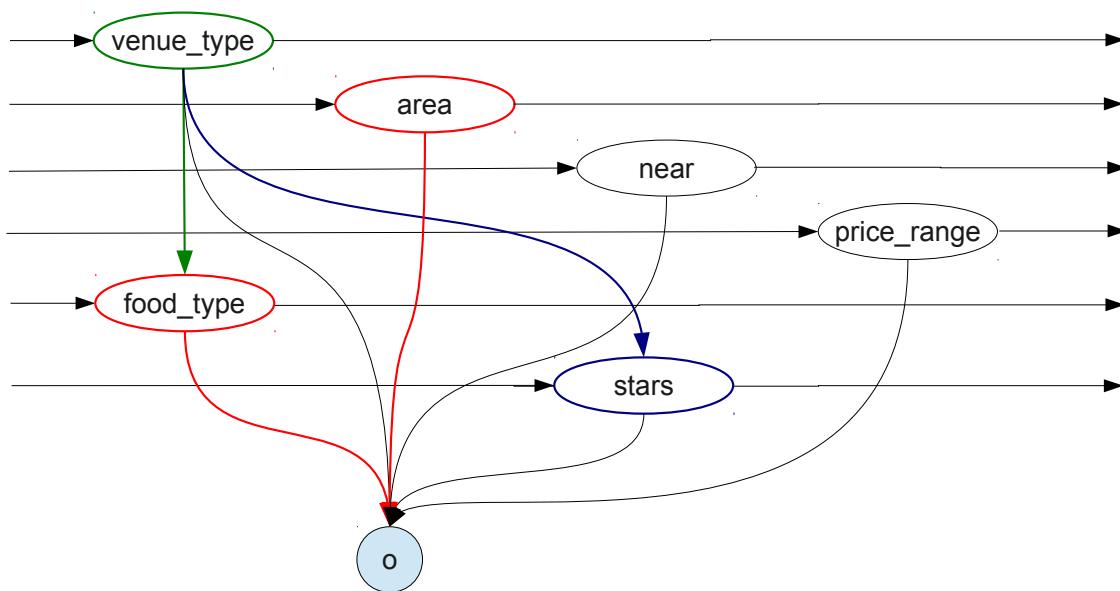 venue_type
area
near
price_range
food_type
stars
o